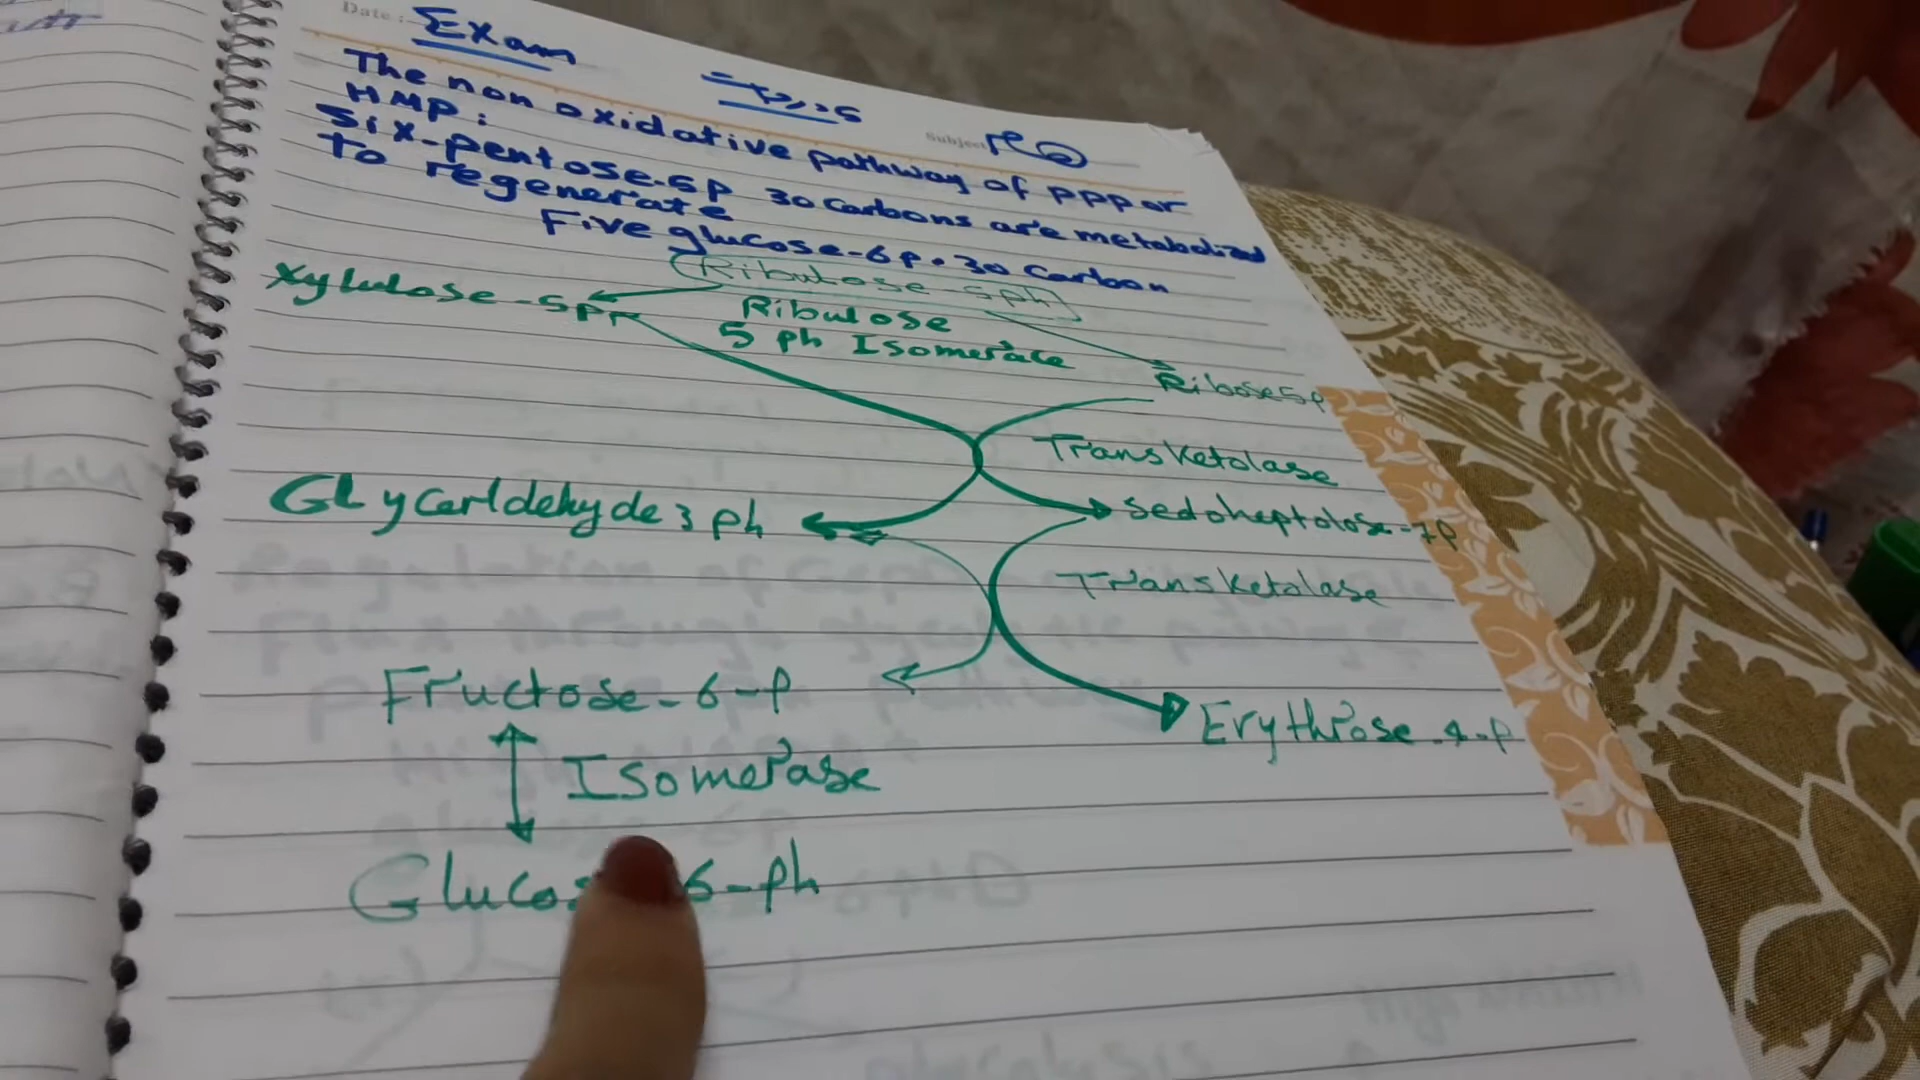 Date:
Exam
Subject
The non oxidative pathway of PPP or
HMP:
Six-pentose-5p 30 Carbons are metabolized
To regenerate
Five glucose-6p. 30 Carbon
Ribulose-5ph
Xylulose-5p
Ribulose
5 ph Isomerace
Ribose5p
Transketolase
GLycerldehyde 3 ph
Sedoheptolose-7p
Transketolase
Fructose-6-p
Erythrose-4-p
Isomerase
6-ph